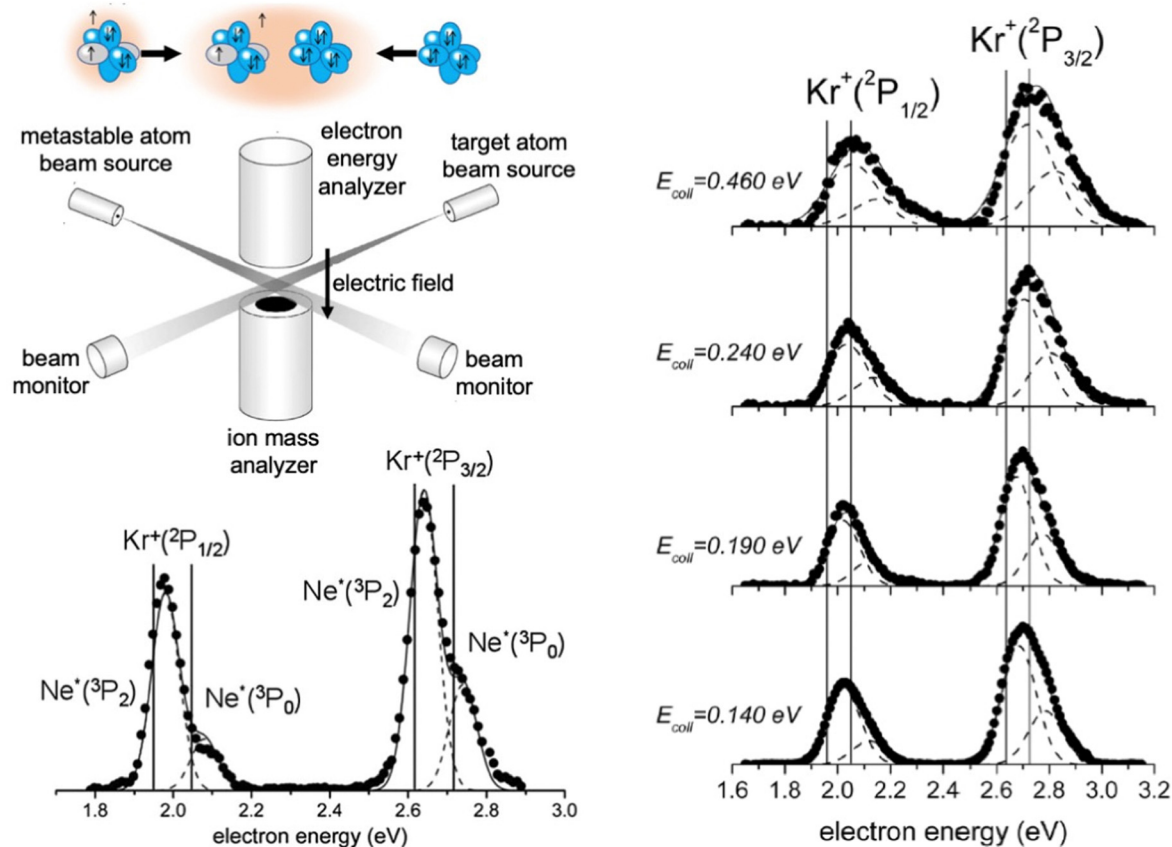 metastable atom
beam source
electron
energy
analyzer
target atom
beam source
electric field
beam
monitor
beam
monitor
ion mass
analyzer
Kr⁺(²P₁/₂)
Kr⁺(²P₃/₂)
Ne*(³P₂)
Ne*(³P₀)
Ne*(³P₂)
Ne*(³P₀)
1.8 2.0 2.2 2.4 2.6 2.8 3.0
electron energy (eV)
Kr⁺(²P₁/₂)
Kr⁺(²P₃/₂)
E_coll=0.460 eV
E_coll=0.240 eV
E_coll=0.190 eV
E_coll=0.140 eV
1.6 1.8 2.0 2.2 2.4 2.6 2.8 3.0 3.2
electron energy (eV)